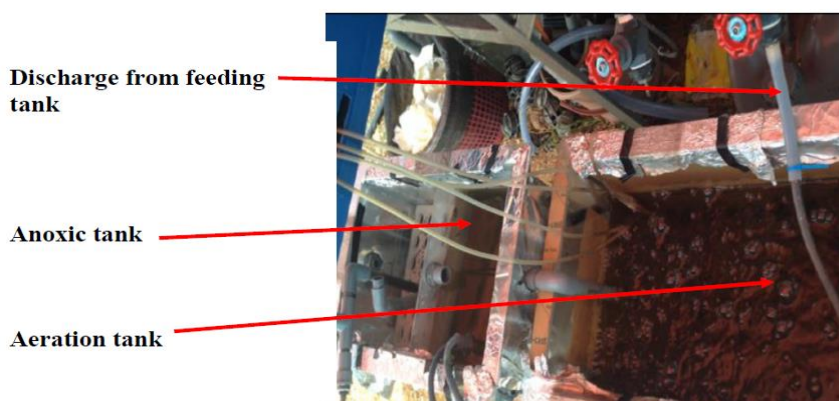 Discharge from feeding
tank
Anoxic tank
Aeration tank